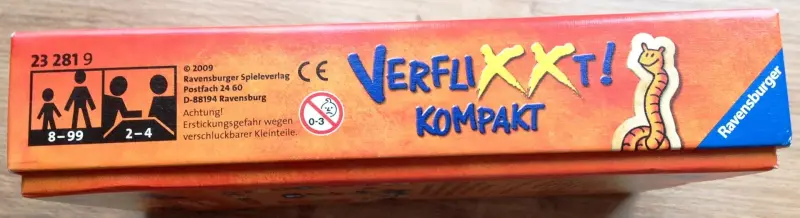 23 281 9
8–99
2–4
© 2009
Ravensburger Spieleverlag
Postfach 24 60
D-88194 Ravensburg
Achtung!
Erstickungsgefahr wegen
verschluckbarer Kleinteile.
CE
0-3
VERFLIXXT!
KOMPAKT
Ravensburger